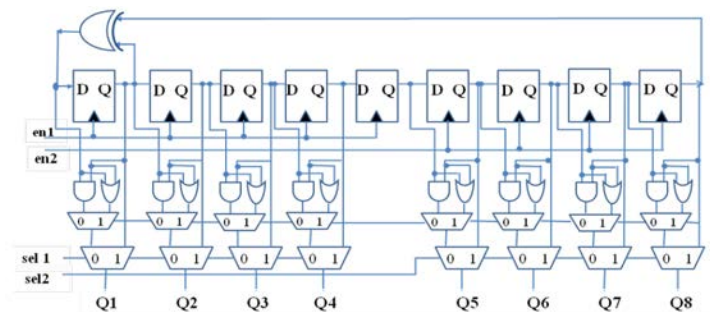 D Q D Q D Q D Q D Q D Q D Q D Q D Q
en1
en2
0 1 0 1 0 1 0 1 0 1 0 1 0 1 0 1
sel 1 0 1 0 1 0 1 0 1 0 1 0 1 0 1 0 1
sel2
Q1 Q2 Q3 Q4 Q5 Q6 Q7 Q8